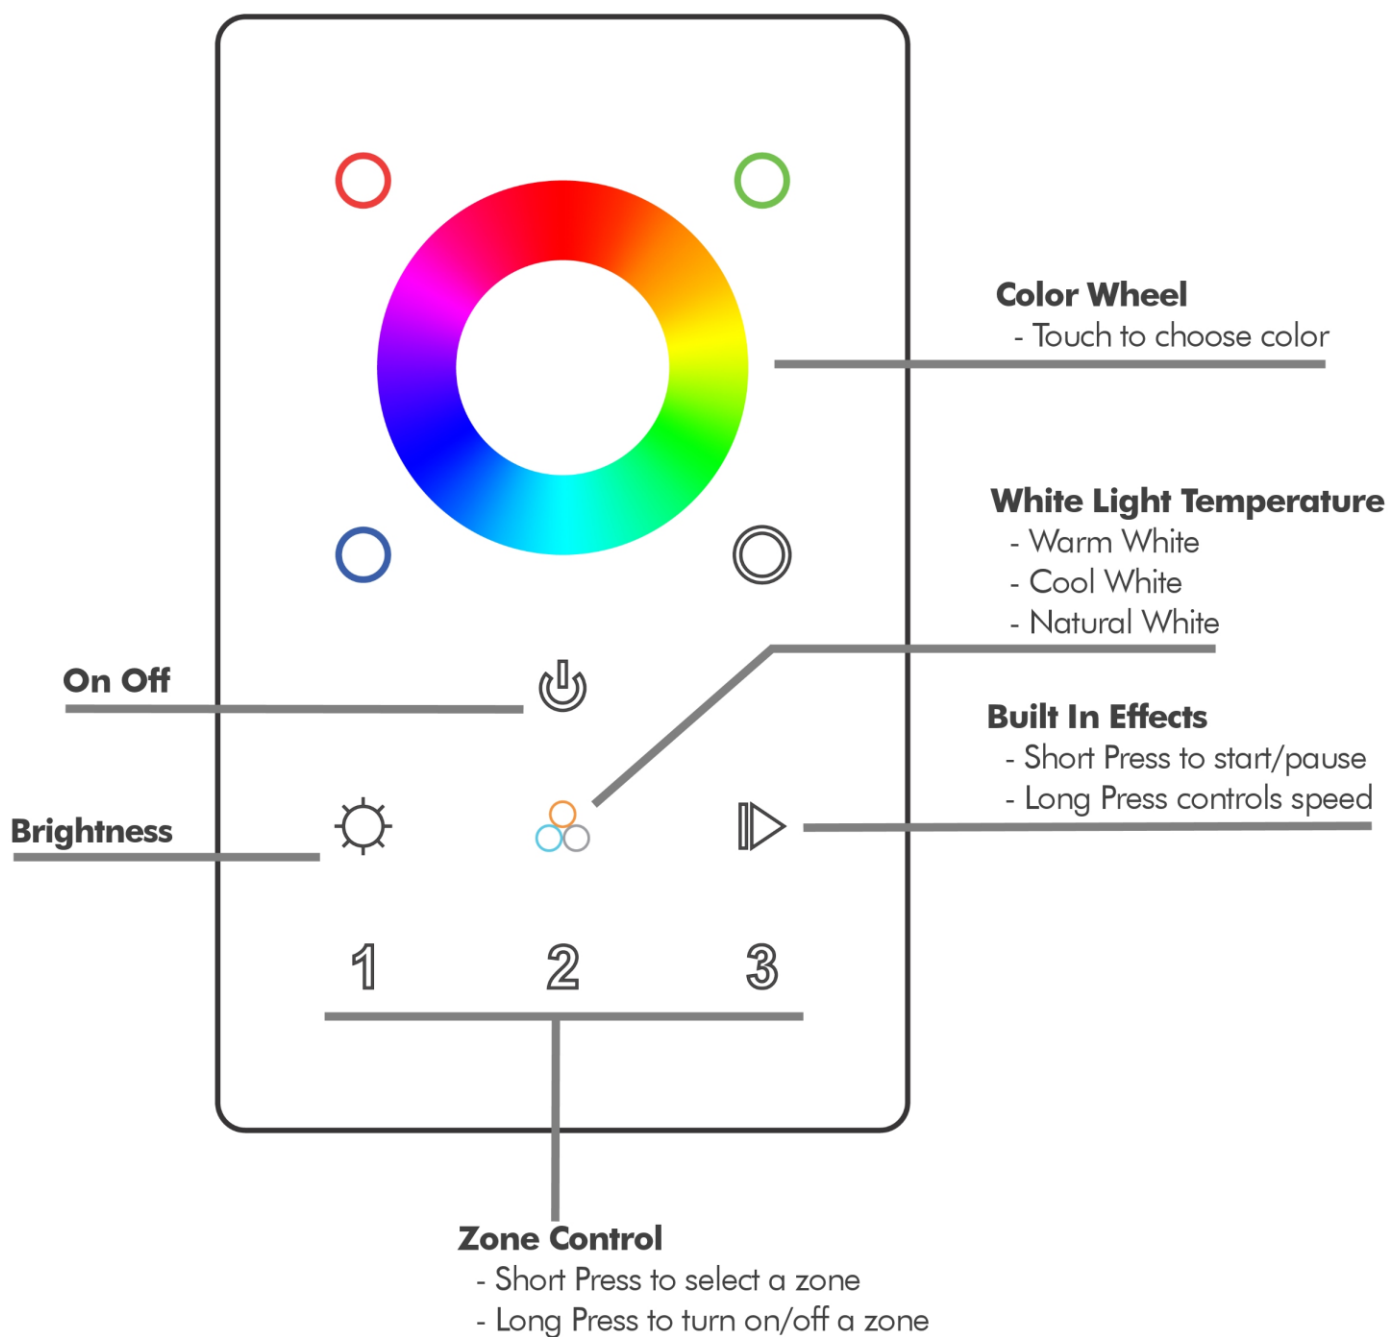 Color Wheel
- Touch to choose color
White Light Temperature
- Warm White
- Cool White
- Natural White
On Off
Built In Effects
- Short Press to start/pause
- Long Press controls speed
Brightness
1 2 3
Zone Control
- Short Press to select a zone
- Long Press to turn on/off a zone